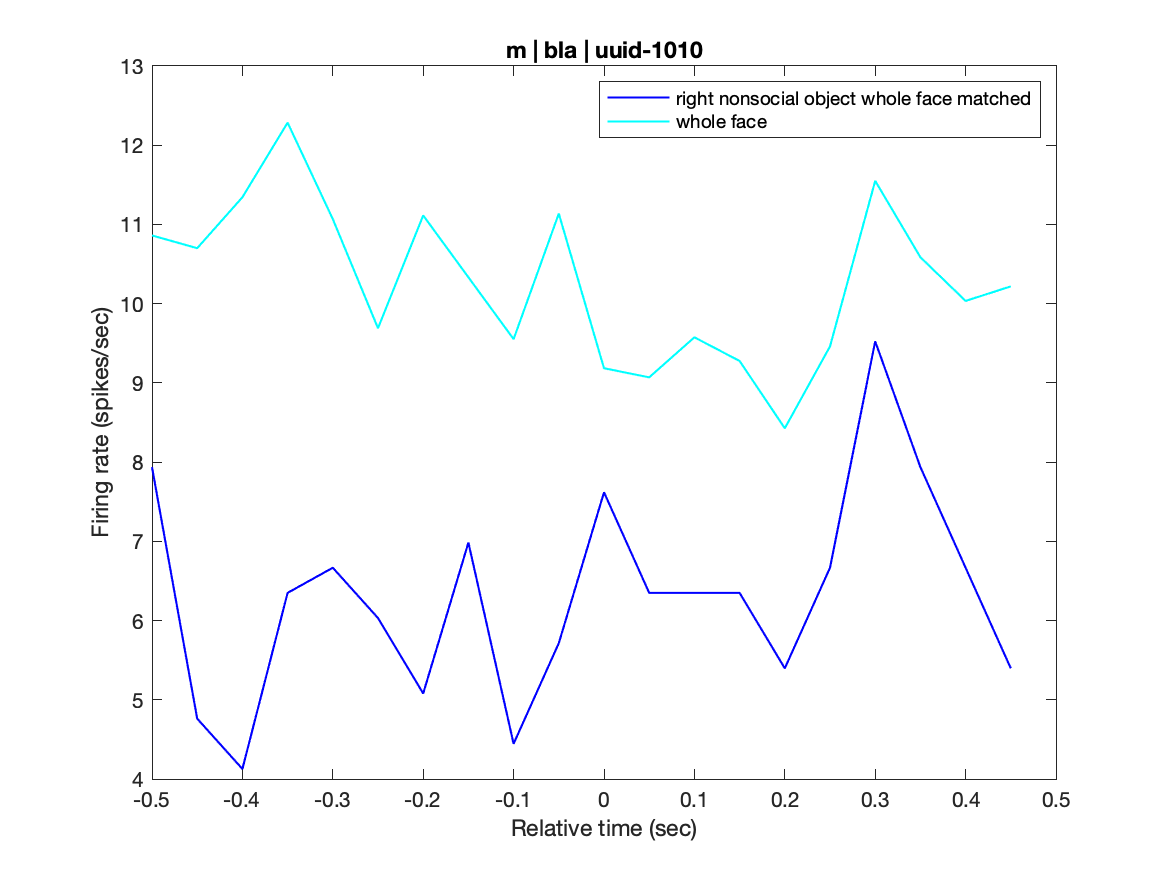 m | bla | uuid-1010
right nonsocial object whole face matched
whole face
13
12
11
10
9
8
7
6
5
4
Firing rate (spikes/sec)
-0.5 -0.4 -0.3 -0.2 -0.1 0 0.1 0.2 0.3 0.4 0.5
Relative time (sec)